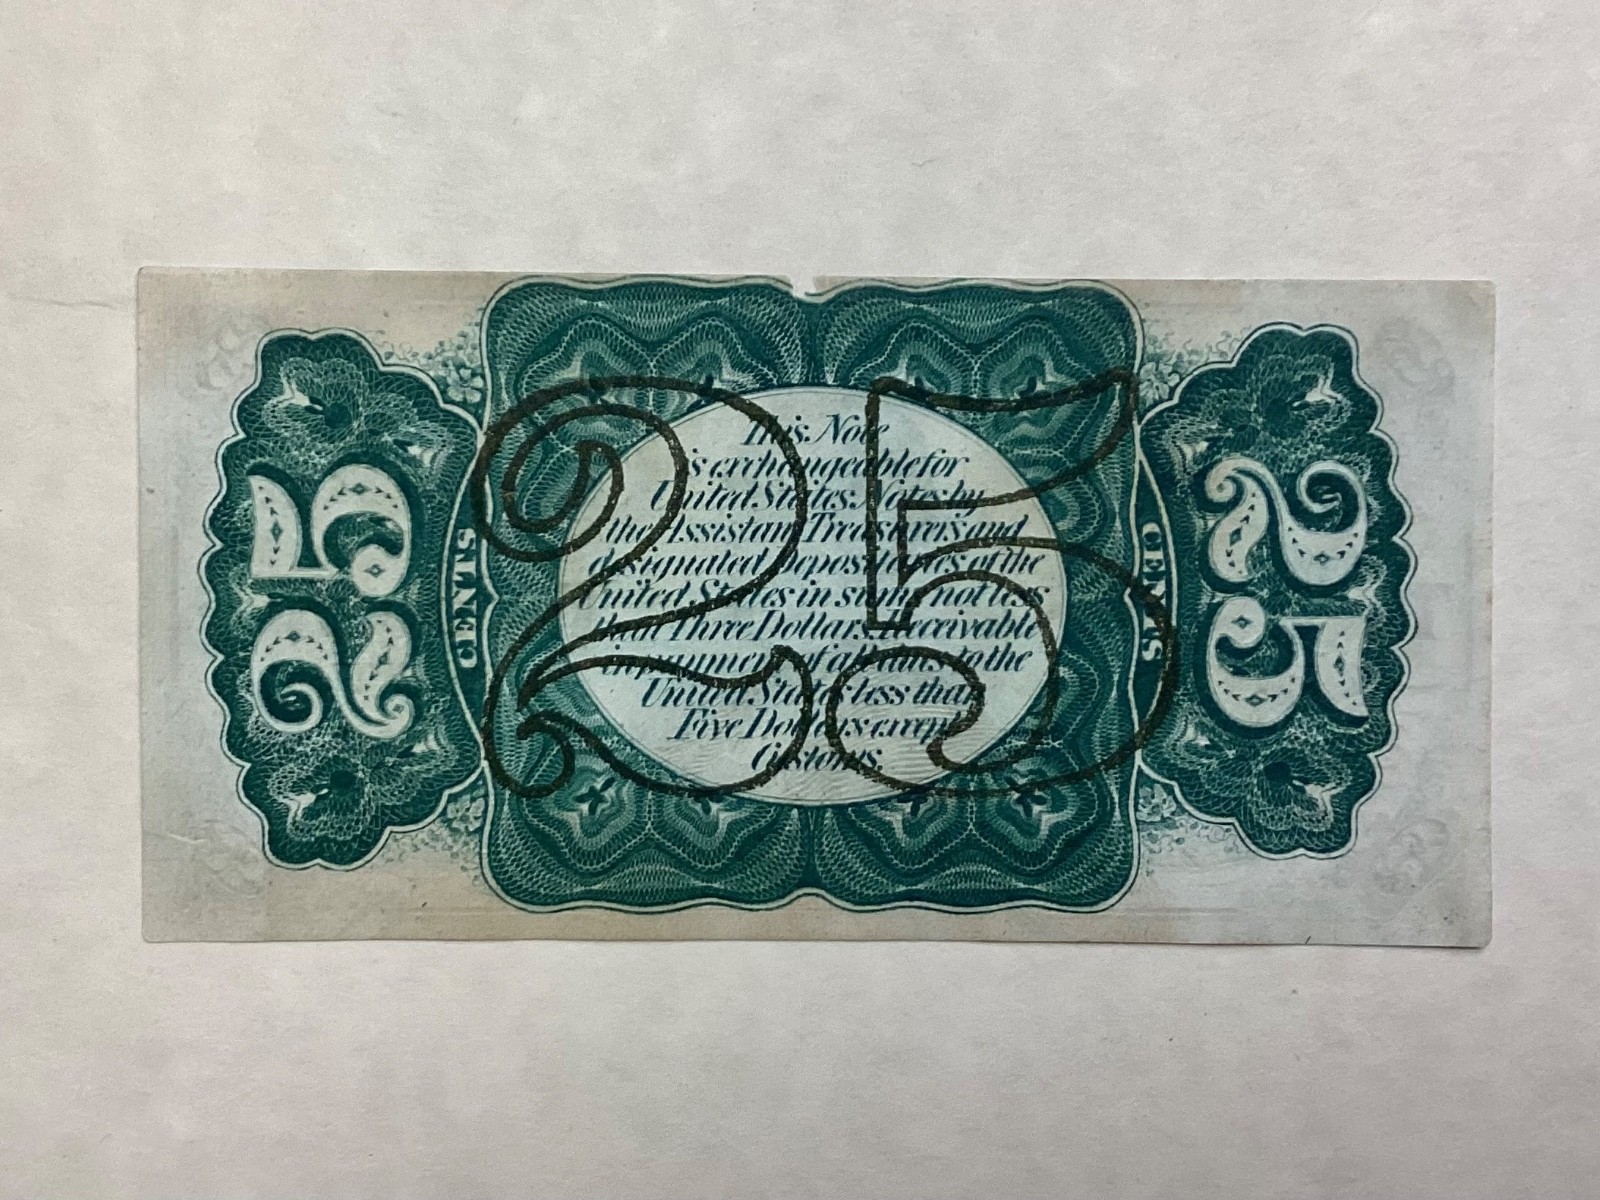 25
CENTS
25
This Note
is exchangeable for
United States Notes by
the Assistant Treasurers and
designated Depositaries of the
United States in sums not less
than Three Dollars. Receivable
in payment of all dues to the
United States less than
Five Dollars except
Customs.
CENTS
25